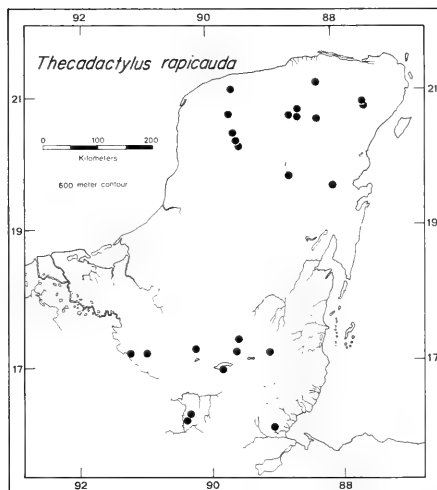 92 90 88
Thecadactylus rapicauda
21 21
0 100 200
Kilometers
600 meter contour
19 19
17 17
92 90 88